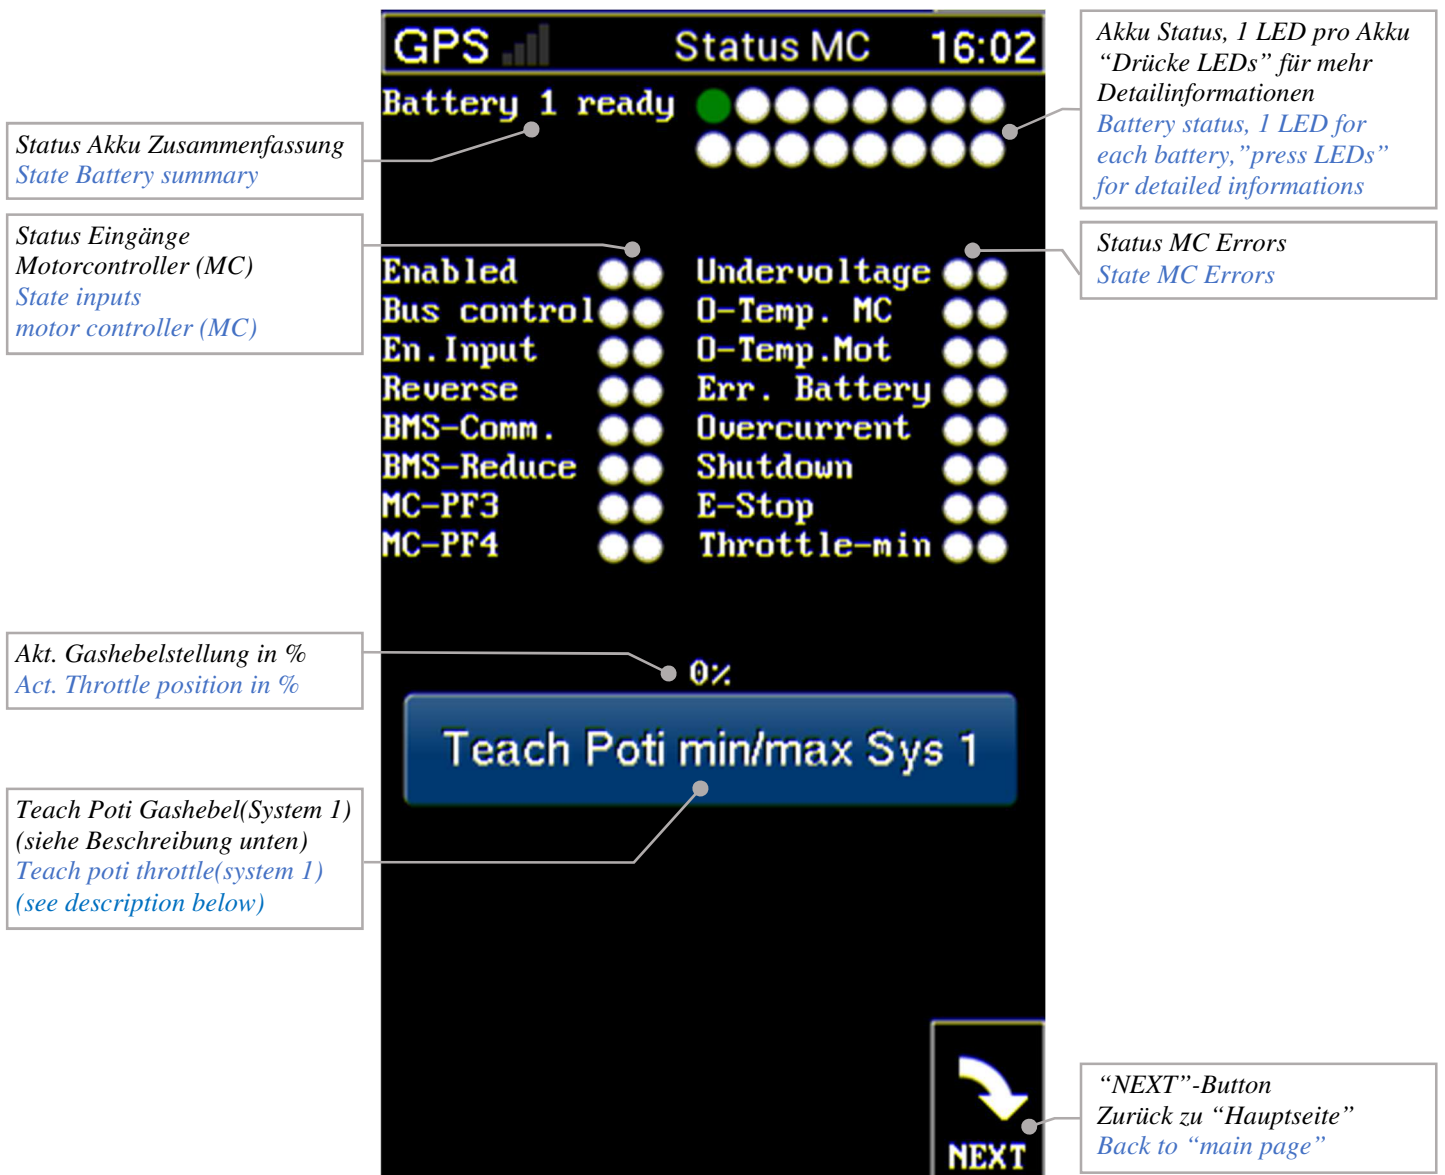 GPS Status MC 16:02
Battery 1 ready
Akku Status, 1 LED pro Akku
“Drücke LEDs” für mehr
Detailinformationen
Battery status, 1 LED for
each battery,”press LEDs”
for detailed informations
Status Akku Zusammenfassung
State Battery summary
Status Eingänge
Motorcontroller (MC)
State inputs
motor controller (MC)
Status MC Errors
State MC Errors
Enabled Undervoltage
Bus control O-Temp. MC
En.Input O-Temp.Mot
Reverse Err. Battery
BMS-Comm. Overcurrent
BMS-Reduce Shutdown
MC-PF3 E-Stop
MC-PF4 Throttle-min
Akt. Gashebelstellung in %
Act. Throttle position in %
0%
Teach Poti min/max Sys 1
Teach Poti Gashebel(System 1)
(siehe Beschreibung unten)
Teach poti throttle(system 1)
(see description below)
NEXT
“NEXT”-Button
Zurück zu “Hauptseite”
Back to “main page”